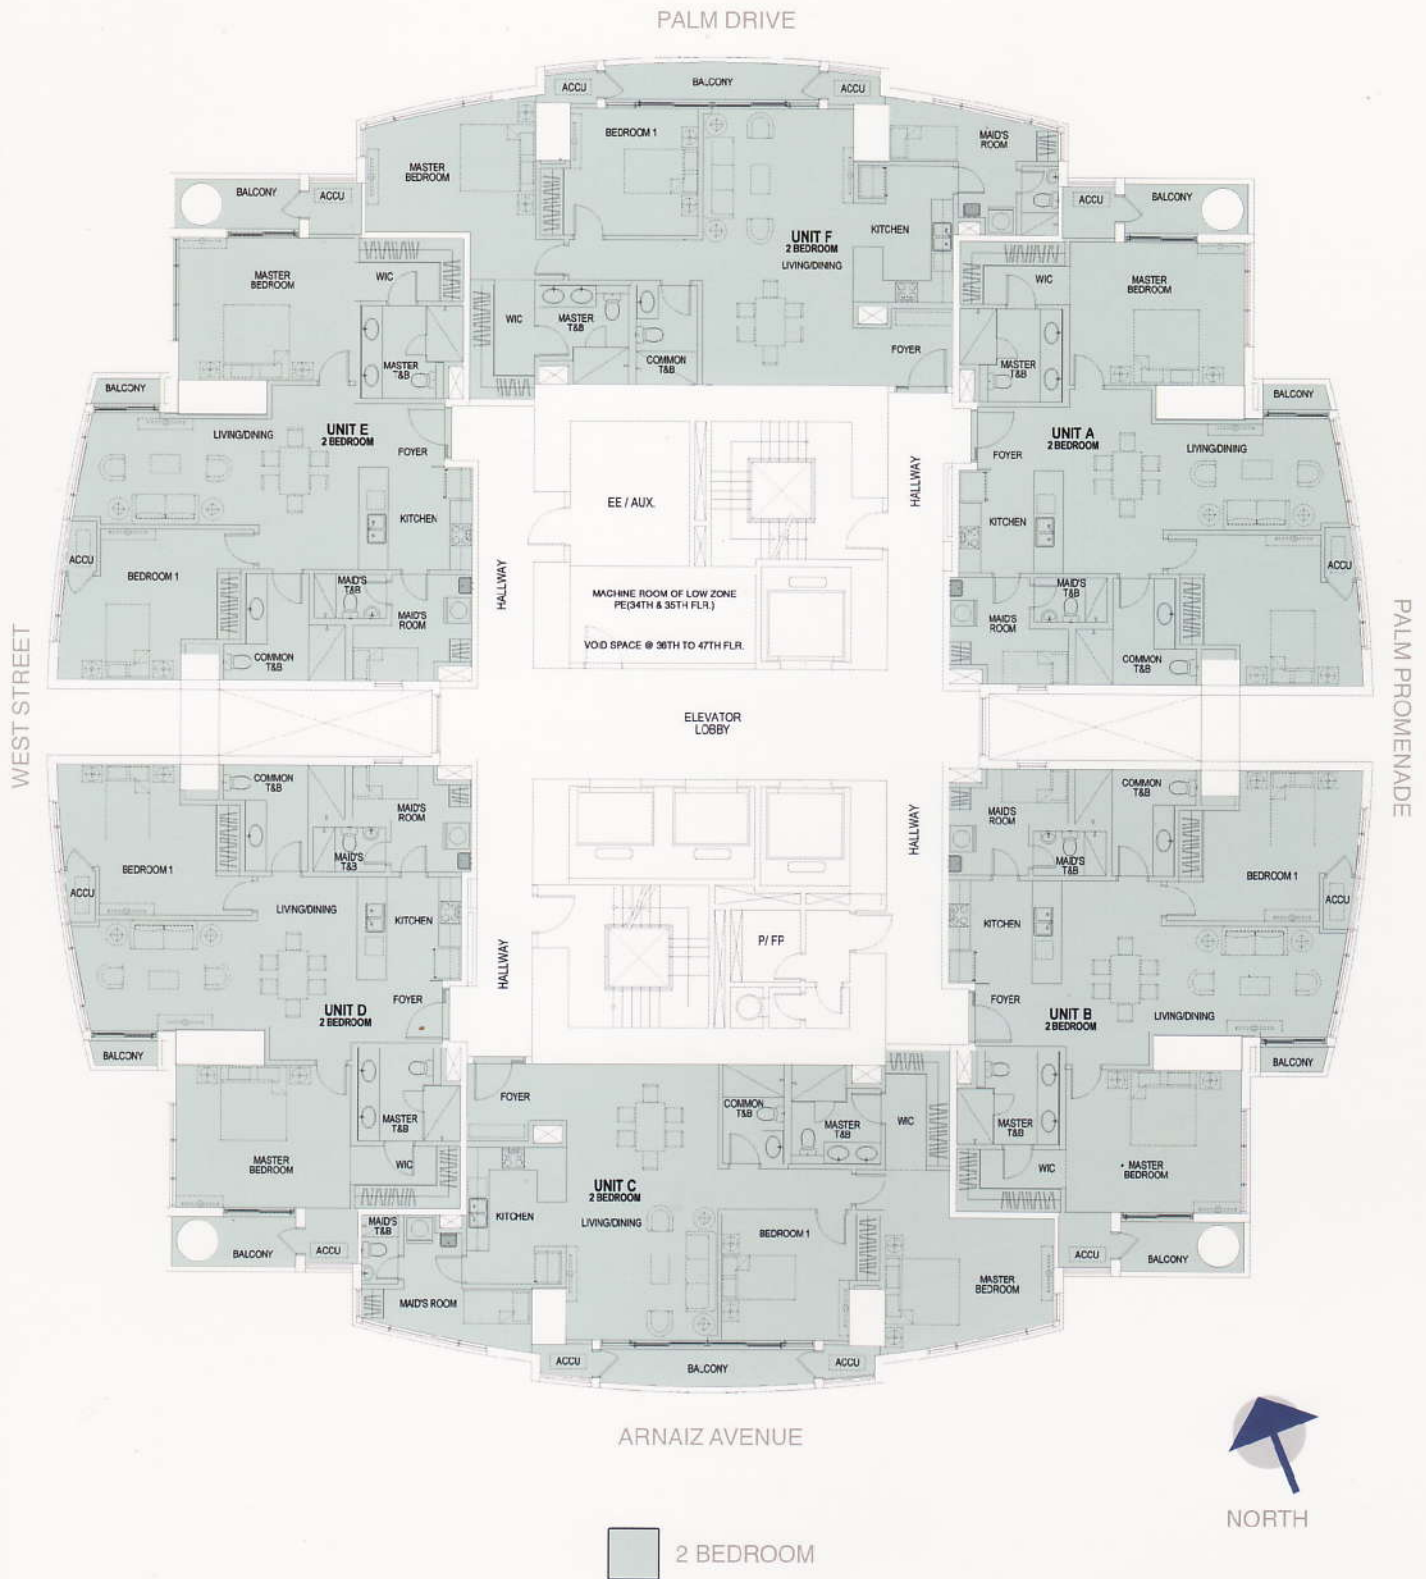 PALM DRIVE
ACCU
BALCONY
ACCU
BEDROOM 1
MAID'S
ROOM
MASTER
BEDROOM
BALCONY
ACCU
ACCU
BALCONY
UNIT F
2 BEDROOM
LIVING/DINING
KITCHEN
MASTER
BEDROOM
WIC
WIC
MASTER
BEDROOM
WIC
MASTER
T&B
COMMON
T&B
FOYER
MASTER
T&B
MASTER
T&B
BALCONY
BALCONY
UNIT E
2 BEDROOM
LIVING/DINING
FOYER
KITCHEN
ACCU
BEDROOM 1
MAID'S
T&B
MAID'S
ROOM
COMMON
T&B
HALLWAY
EE / AUX.
MACHINE ROOM OF LOW ZONE
PE(34TH & 35TH FLR.)
VOID SPACE @ 36TH TO 47TH FLR.
HALLWAY
UNIT A
2 BEDROOM
LIVING/DINING
FOYER
KITCHEN
ACCU
MAID'S
T&B
MAID'S
ROOM
COMMON
T&B
WEST STREET
PALM PROMENADE
ELEVATOR
LOBBY
COMMON
T&B
MAID'S
ROOM
MAID'S
T&B
BEDROOM 1
ACCU
LIVING/DINING
KITCHEN
FOYER
UNIT D
2 BEDROOM
BALCONY
HALLWAY
P/ FP
HALLWAY
COMMON
T&B
MAID'S
ROOM
MAID'S
T&B
BEDROOM 1
ACCU
KITCHEN
FOYER
UNIT B
2 BEDROOM
LIVING/DINING
BALCONY
MASTER
T&B
MASTER
BEDROOM
WIC
BALCONY
ACCU
FOYER
COMMON
T&B
MASTER
T&B
WIC
UNIT C
2 BEDROOM
LIVING/DINING
KITCHEN
BEDROOM 1
MAID'S
T&B
MAID'S ROOM
MASTER
BEDROOM
MASTER
T&B
WIC
MASTER
BEDROOM
ACCU
BALCONY
ACCU
BALCONY
ACCU
ARNAIZ AVENUE
NORTH
2 BEDROOM